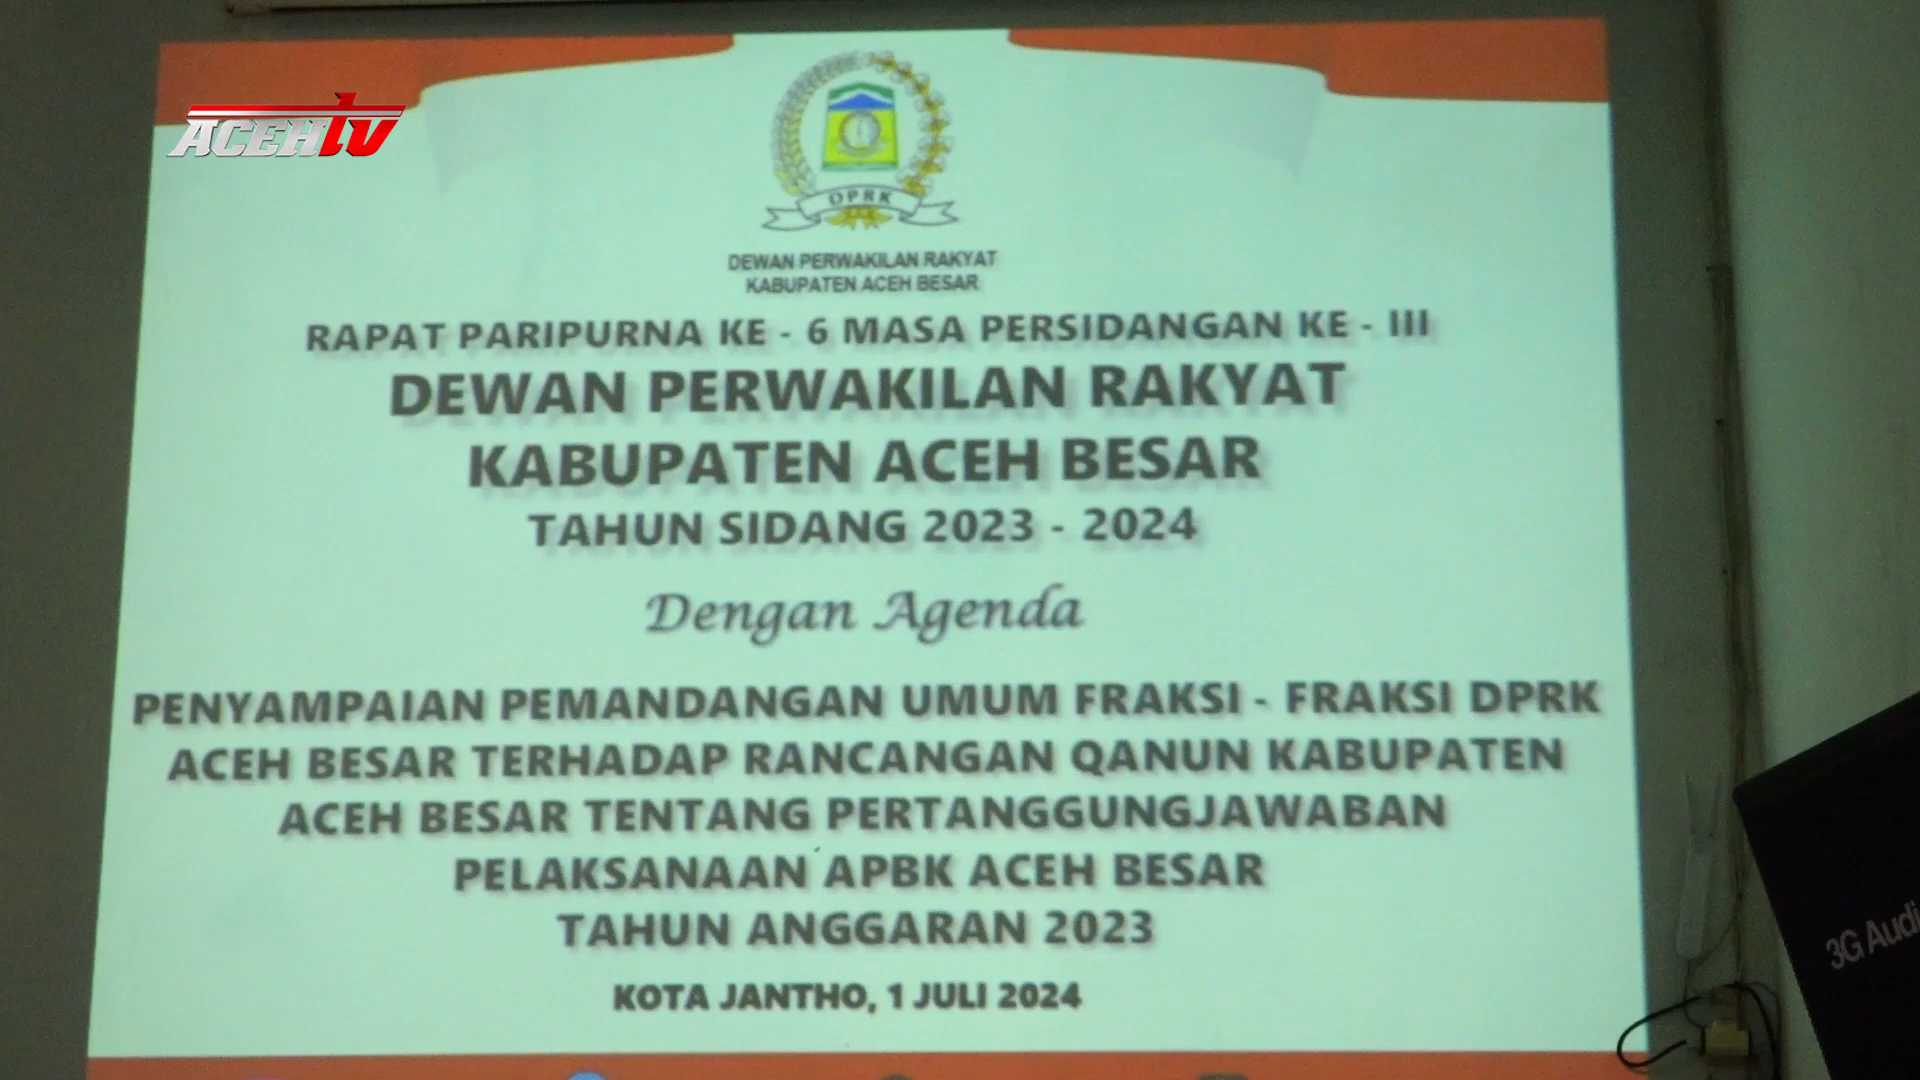 ACEHTV
DPRK
DEWAN PERWAKILAN RAKYAT
KABUPATEN ACEH BESAR
RAPAT PARIPURNA KE - 6 MASA PERSIDANGAN KE - III
DEWAN PERWAKILAN RAKYAT
KABUPATEN ACEH BESAR
TAHUN SIDANG 2023 - 2024
Dengan Agenda
PENYAMPAIAN PEMANDANGAN UMUM FRAKSI - FRAKSI DPRK
ACEH BESAR TERHADAP RANCANGAN QANUN KABUPATEN
ACEH BESAR TENTANG PERTANGGUNGJAWABAN
PELAKSANAAN APBK ACEH BESAR
TAHUN ANGGARAN 2023
KOTA JANTHO, 1 JULI 2024
3G Audi